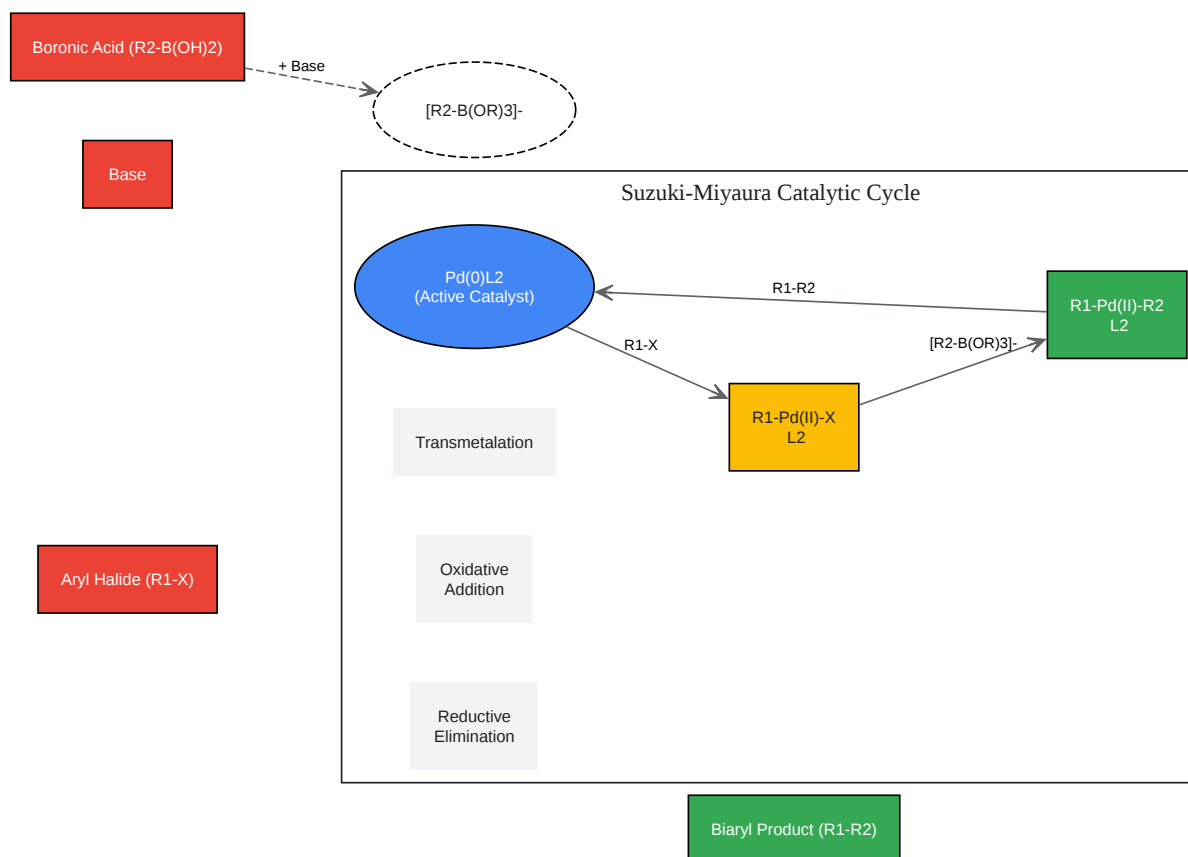 Boronic Acid (R2-B(OH)2)
+ Base
[R2-B(OR)3]-
Base
Suzuki-Miyaura Catalytic Cycle
Pd(0)L2
(Active Catalyst)
R1-R2
R1-Pd(II)-R2
L2
R1-X
[R2-B(OR)3]-
R1-Pd(II)-X
L2
Transmetalation
Oxidative
Addition
Aryl Halide (R1-X)
Reductive
Elimination
Biaryl Product (R1-R2)